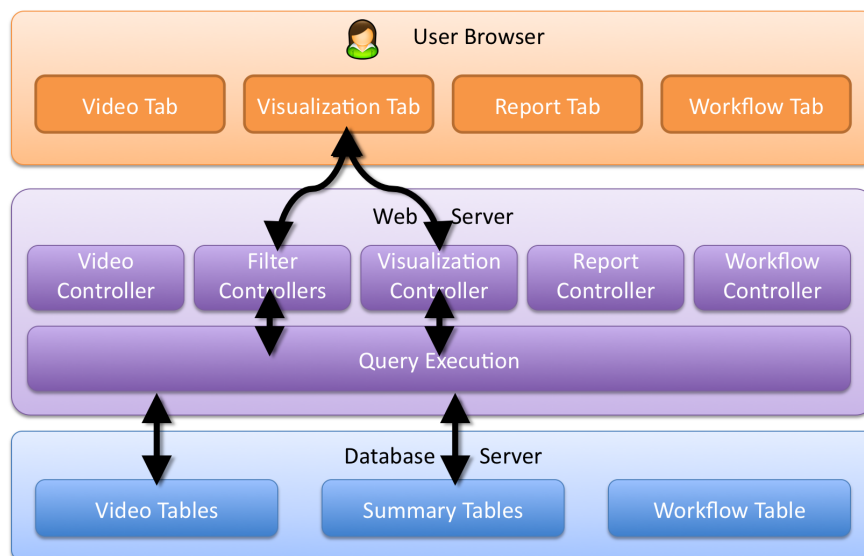 User Browser
Video Tab
Visualization Tab
Report Tab
Workflow Tab
Web Server
Video
Controller
Filter
Controllers
Visualization
Controller
Report
Controller
Workflow
Controller
Query Execution
Database Server
Video Tables
Summary Tables
Workflow Table